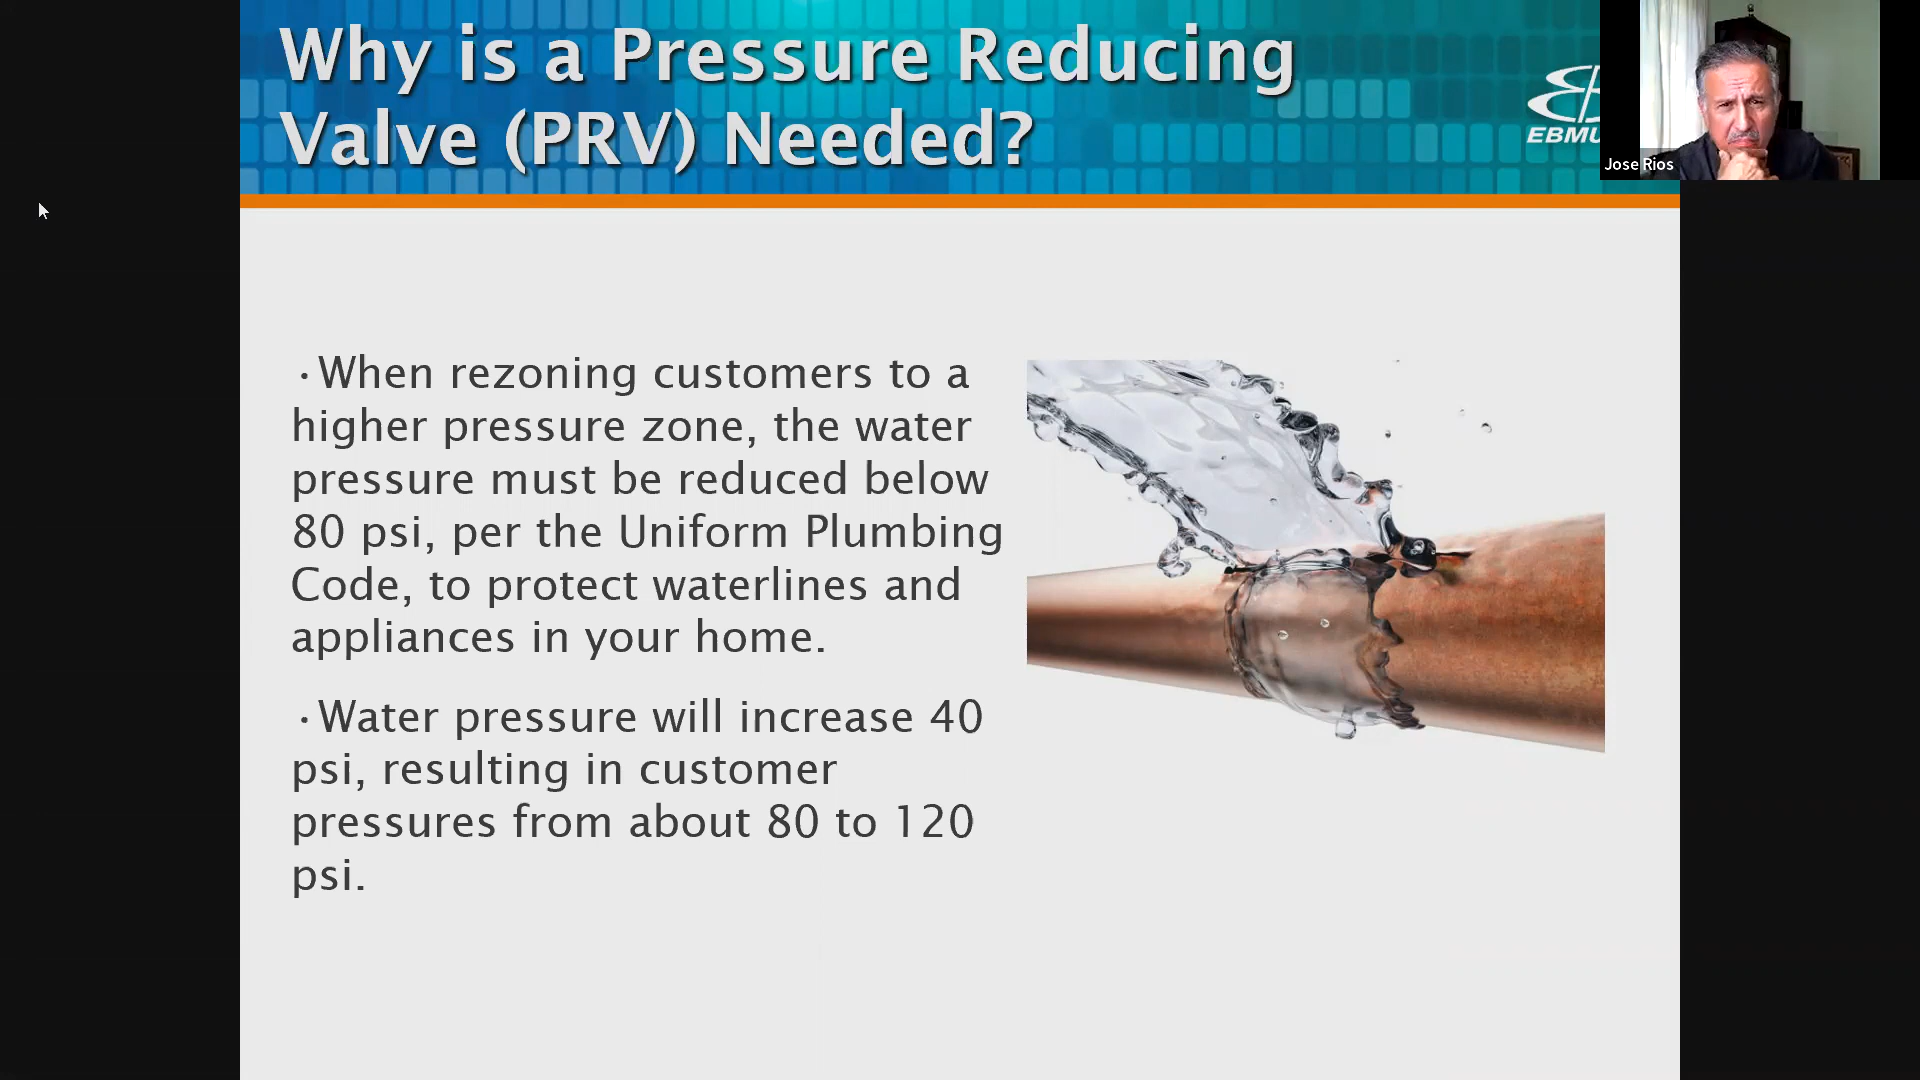 Why is a Pressure Reducing
Valve (PRV) Needed?
EBMU
Jose Rios
·When rezoning customers to a
higher pressure zone, the water
pressure must be reduced below
80 psi, per the Uniform Plumbing
Code, to protect waterlines and
appliances in your home.
·Water pressure will increase 40
psi, resulting in customer
pressures from about 80 to 120
psi.